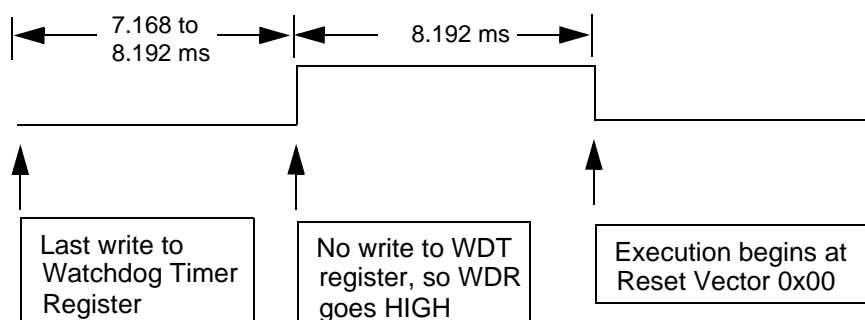 7.168 to
8.192 ms
8.192 ms
Last write to
Watchdog Timer
Register
No write to WDT
register, so WDR
goes HIGH
Execution begins at
Reset Vector 0x00